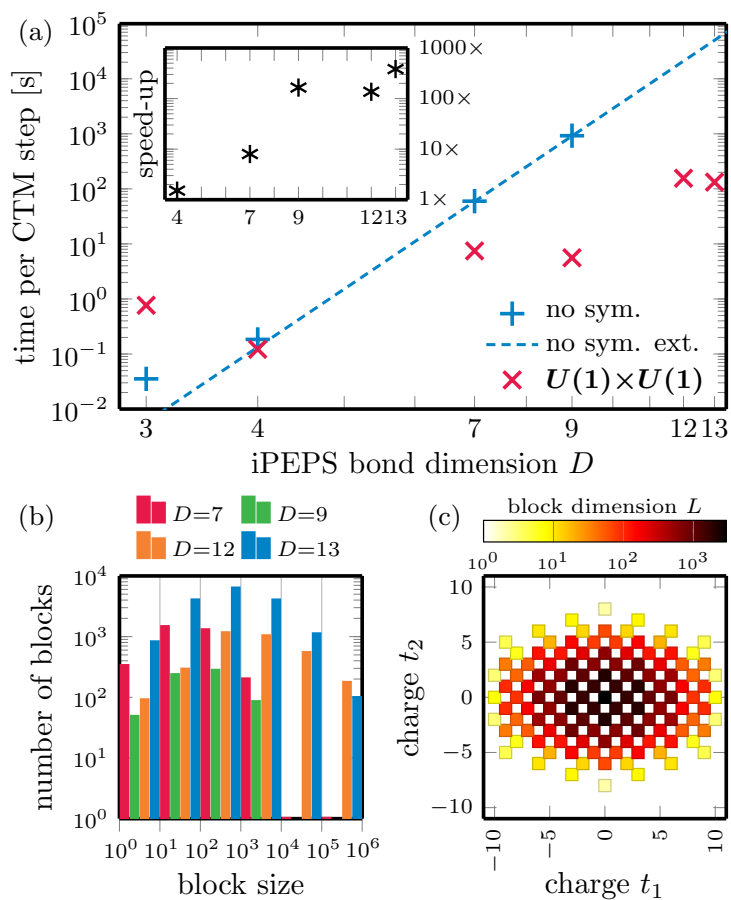 (a)
10^5
10^4
10^3
10^2
10^1
10^0
10^{-1}
10^{-2}
time per CTM step [s]
speed-up
1000×
100×
10×
1×
4 7 9 12 13
no sym.
no sym. ext.
U(1)×U(1)
3 4 7 9 12 13
iPEPS bond dimension D
(b)
D=7 D=9
D=12 D=13
10^4
10^3
10^2
10^1
10^0
number of blocks
10^0 10^1 10^2 10^3 10^4 10^5 10^6
block size
(c)
block dimension L
10^0 10^1 10^2 10^3
10
5
0
−5
−10
charge t_2
−10 −5 0 5 10
charge t_1